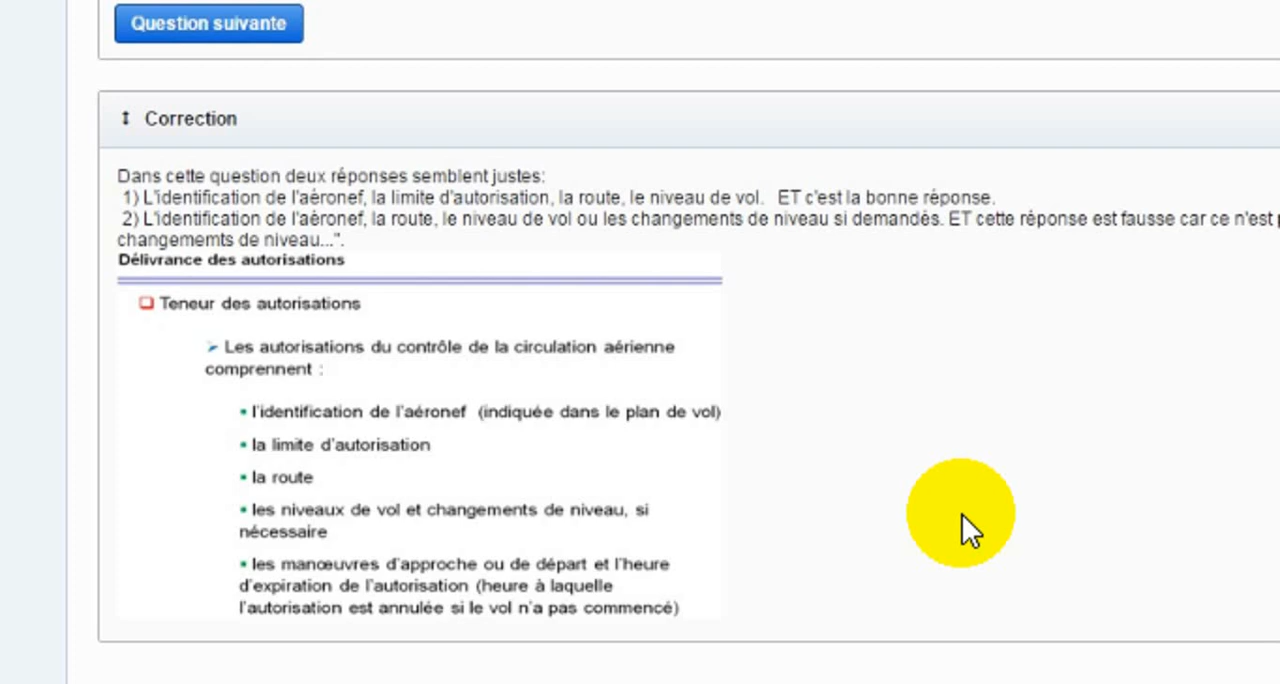 Question suivante
Correction
Dans cette question deux réponses semblent justes:
1) L'identification de l'aéronef, la limite d'autorisation, la route, le niveau de vol. ET c'est la bonne réponse.
2) L'identification de l'aéronef, la route, le niveau de vol ou les changements de niveau si demandés. ET cette réponse est fausse car ce n'est
changememts de niveau...".
Délivrance des autorisations
Teneur des autorisations
Les autorisations du contrôle de la circulation aérienne
comprennent :
l'identification de l'aéronef (indiquée dans le plan de vol)
la limite d'autorisation
la route
les niveaux de vol et changements de niveau, si
nécessaire
les manœuvres d'approche ou de départ et l'heure
d'expiration de l'autorisation (heure à laquelle
l'autorisation est annulée si le vol n'a pas commencé)